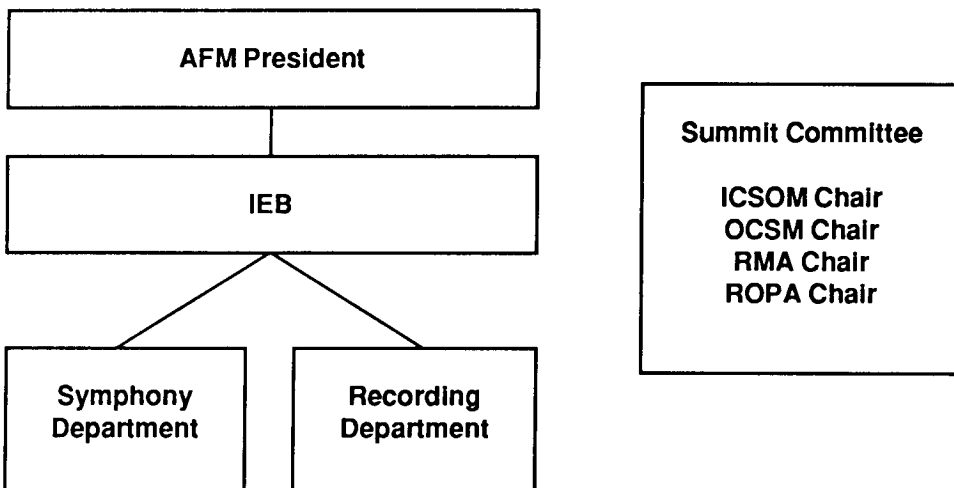 AFM President
IEB
Symphony
Department
Recording
Department
Summit Committee
ICSOM Chair
OCSM Chair
RMA Chair
ROPA Chair